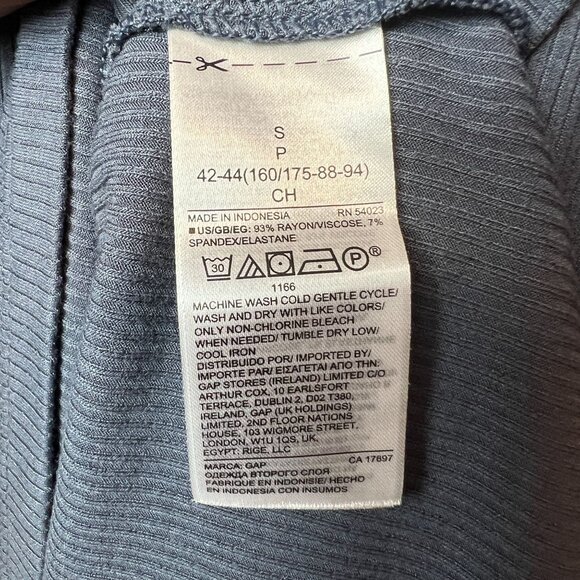 S
P
42-44(160/175-88-94)
CH
MADE IN INDONESIA RN 54023
US/GB/EG: 93% RAYON/VISCOSE, 7%
SPANDEX/ELASTANE
30 P ®
1166
MACHINE WASH COLD GENTLE CYCLE/
WASH AND DRY WITH LIKE COLORS/
ONLY NON-CHLORINE BLEACH
WHEN NEEDED/ TUMBLE DRY LOW/
COOL IRON
DISTRIBUIDO POR/ IMPORTED BY/
IMPORTE PAR/ ΕΙΣΑΓΕΤΑΙ ΑΠΟ ΤΗΝ:
GAP STORES (IRELAND) LIMITED C/O
ARTHUR COX, 10 EARLSFORT
TERRACE, DUBLIN 2, D02 T380,
IRELAND, GAP (UK HOLDINGS)
LIMITED, 2ND FLOOR NATIONS
HOUSE, 103 WIGMORE STREET,
LONDON, W1U 1QS, UK,
EGYPT: RIGE, LLC
MARCA: GAP CA 17897
ОДЕЖДА ВТОРОГО СЛОЯ
FABRIQUÉ EN INDONÉSIE/ HECHO
EN INDONESIA CON INSUMOS